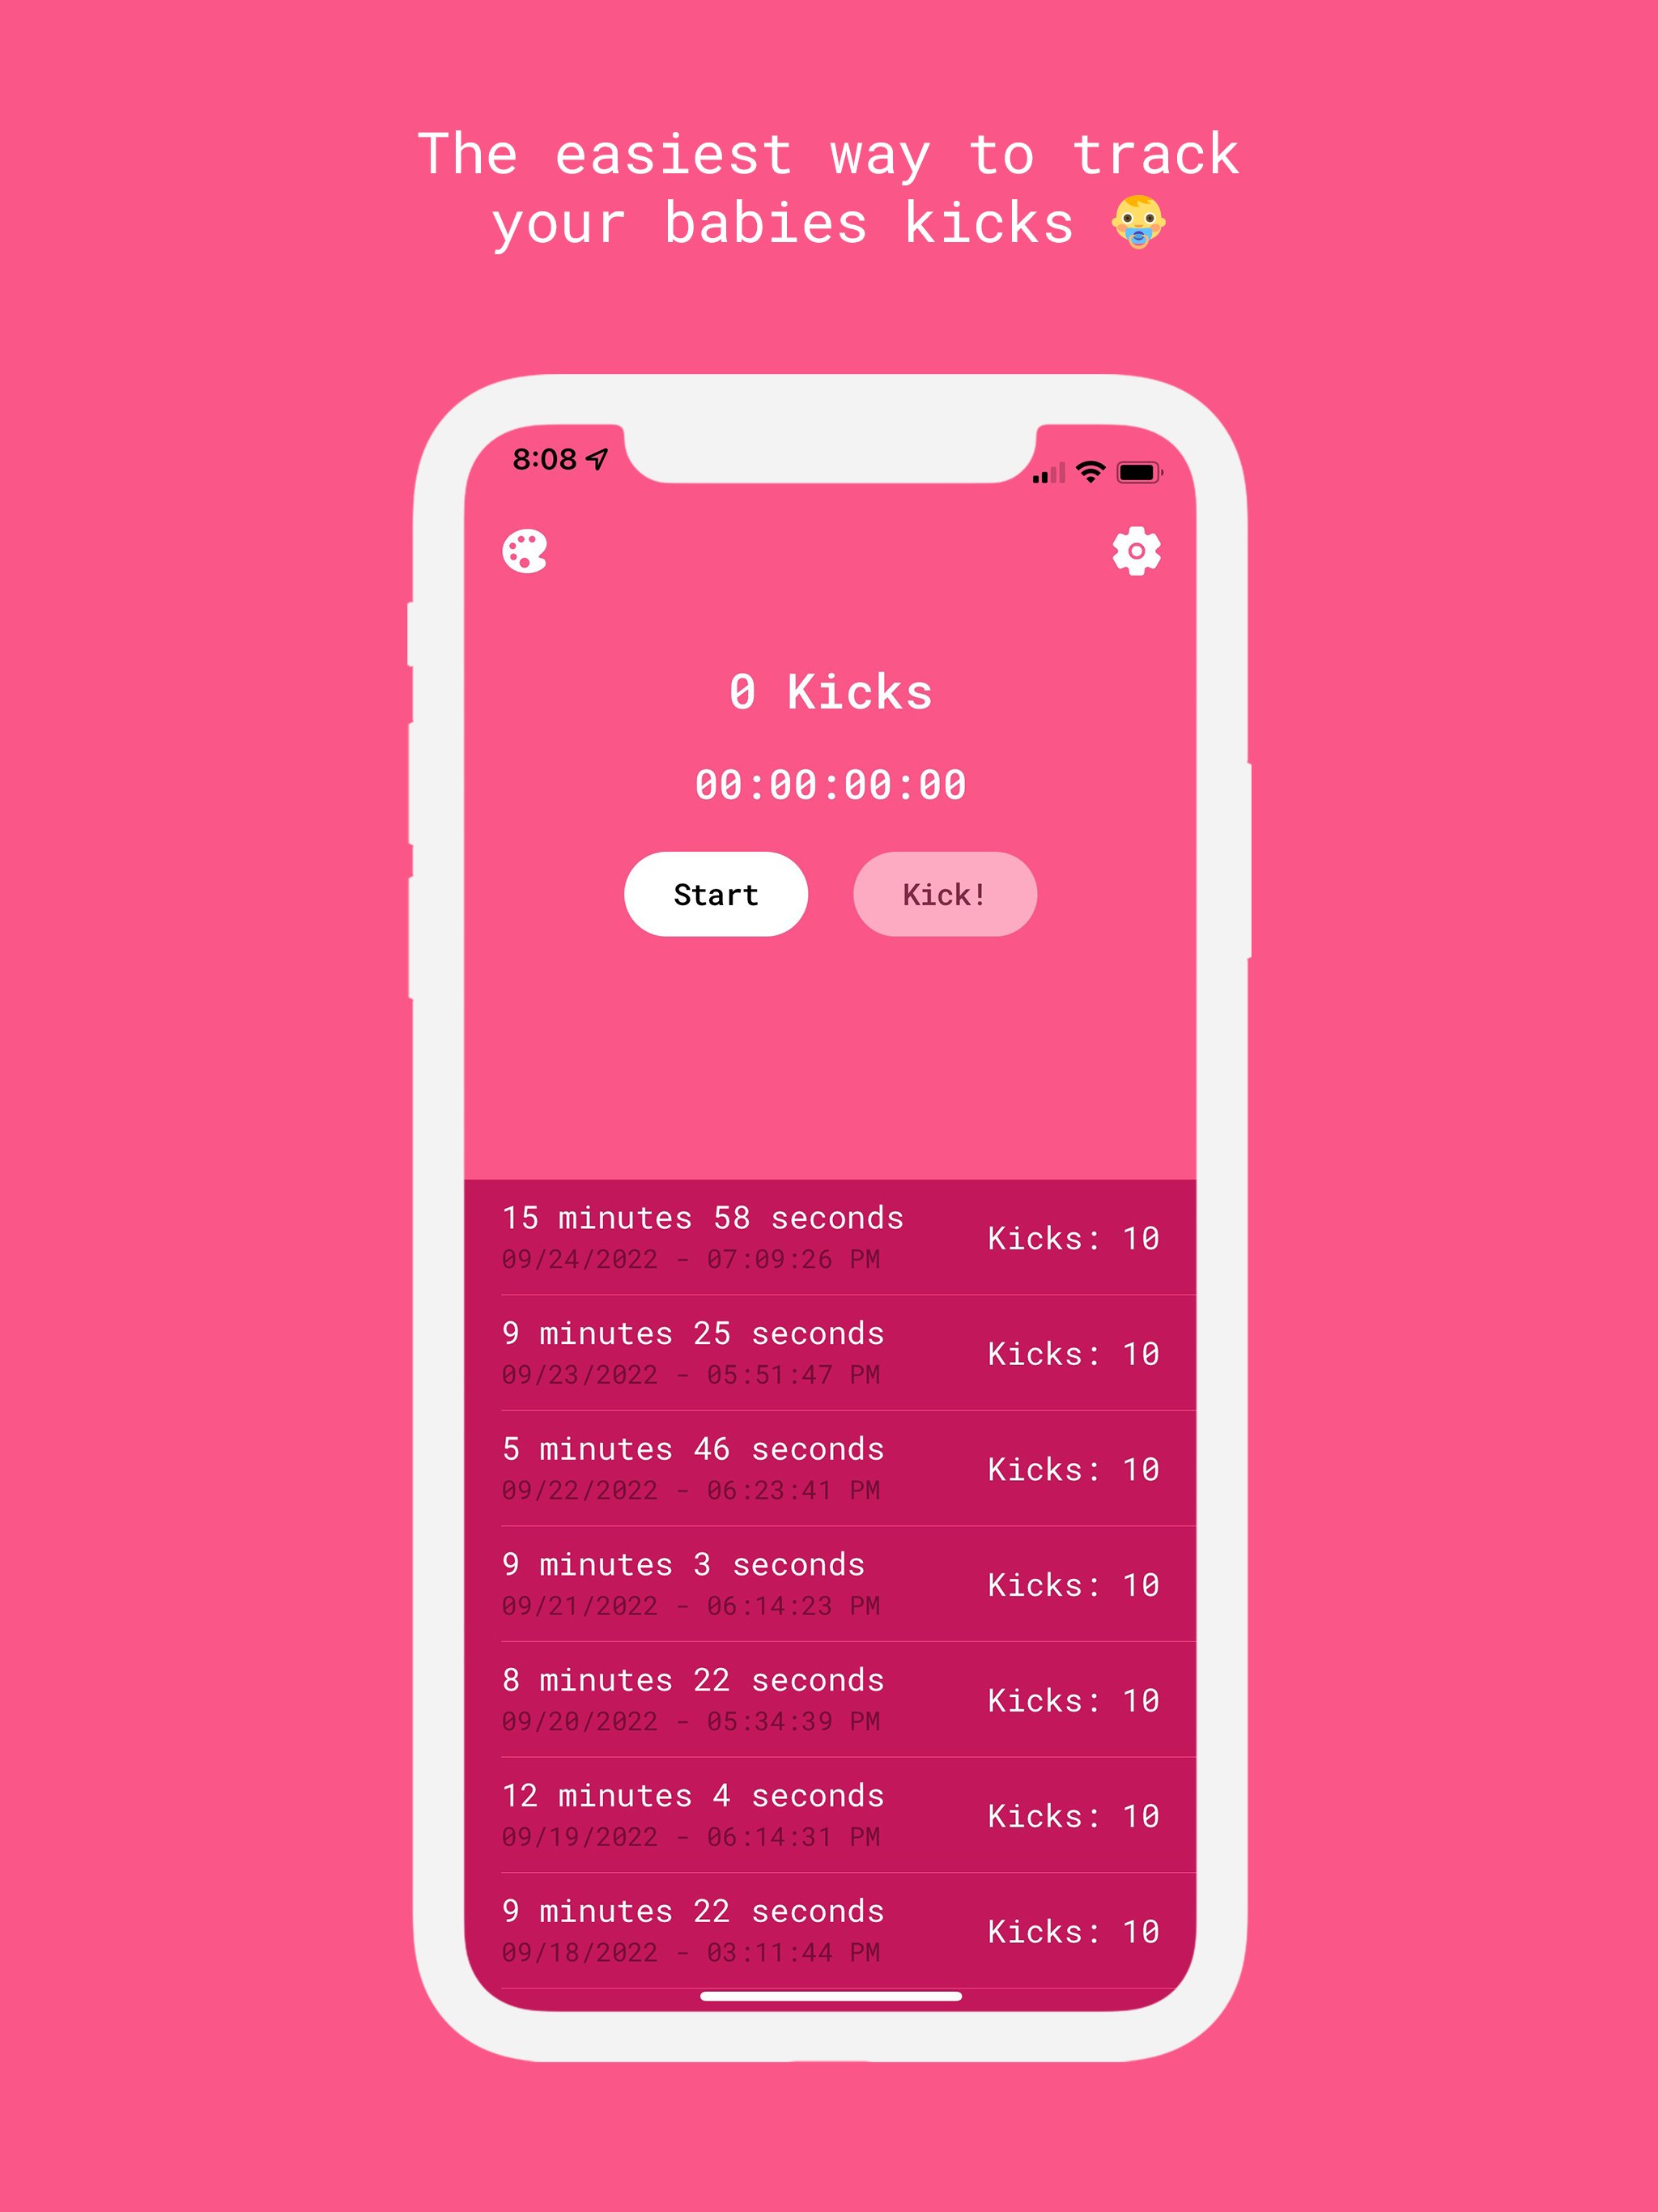 The easiest way to track
your babies kicks
8:08
0 Kicks
00:00:00:00
Start
Kick!
15 minutes 58 seconds
09/24/2022 - 07:09:26 PM
Kicks: 10
9 minutes 25 seconds
09/23/2022 - 05:51:47 PM
Kicks: 10
5 minutes 46 seconds
09/22/2022 - 06:23:41 PM
Kicks: 10
9 minutes 3 seconds
09/21/2022 - 06:14:23 PM
Kicks: 10
8 minutes 22 seconds
09/20/2022 - 05:34:39 PM
Kicks: 10
12 minutes 4 seconds
09/19/2022 - 06:14:31 PM
Kicks: 10
9 minutes 22 seconds
09/18/2022 - 03:11:44 PM
Kicks: 10